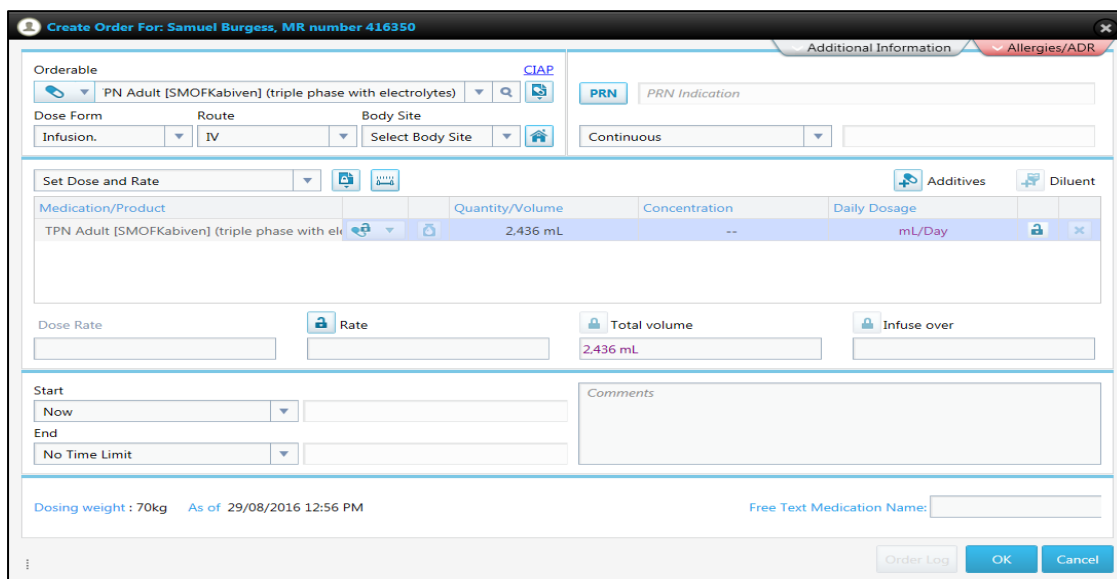 Create Order For: Samuel Burgess, MR number 416350
Additional Information
Allergies/ADR
Orderable
CIAP
PN Adult [SMOFKabiven] (triple phase with electrolytes)
PRN
PRN Indication
Dose Form Route Body Site
Infusion. IV Select Body Site
Continuous
Set Dose and Rate
Additives Diluent
Medication/Product Quantity/Volume Concentration Daily Dosage
TPN Adult [SMOFKabiven] (triple phase with ele 2,436 mL -- mL/Day
Dose Rate Rate Total volume Infuse over
2,436 mL
Start
Now
End
No Time Limit
Comments
Dosing weight : 70kg As of 29/08/2016 12:56 PM
Free Text Medication Name:
Order Log OK Cancel